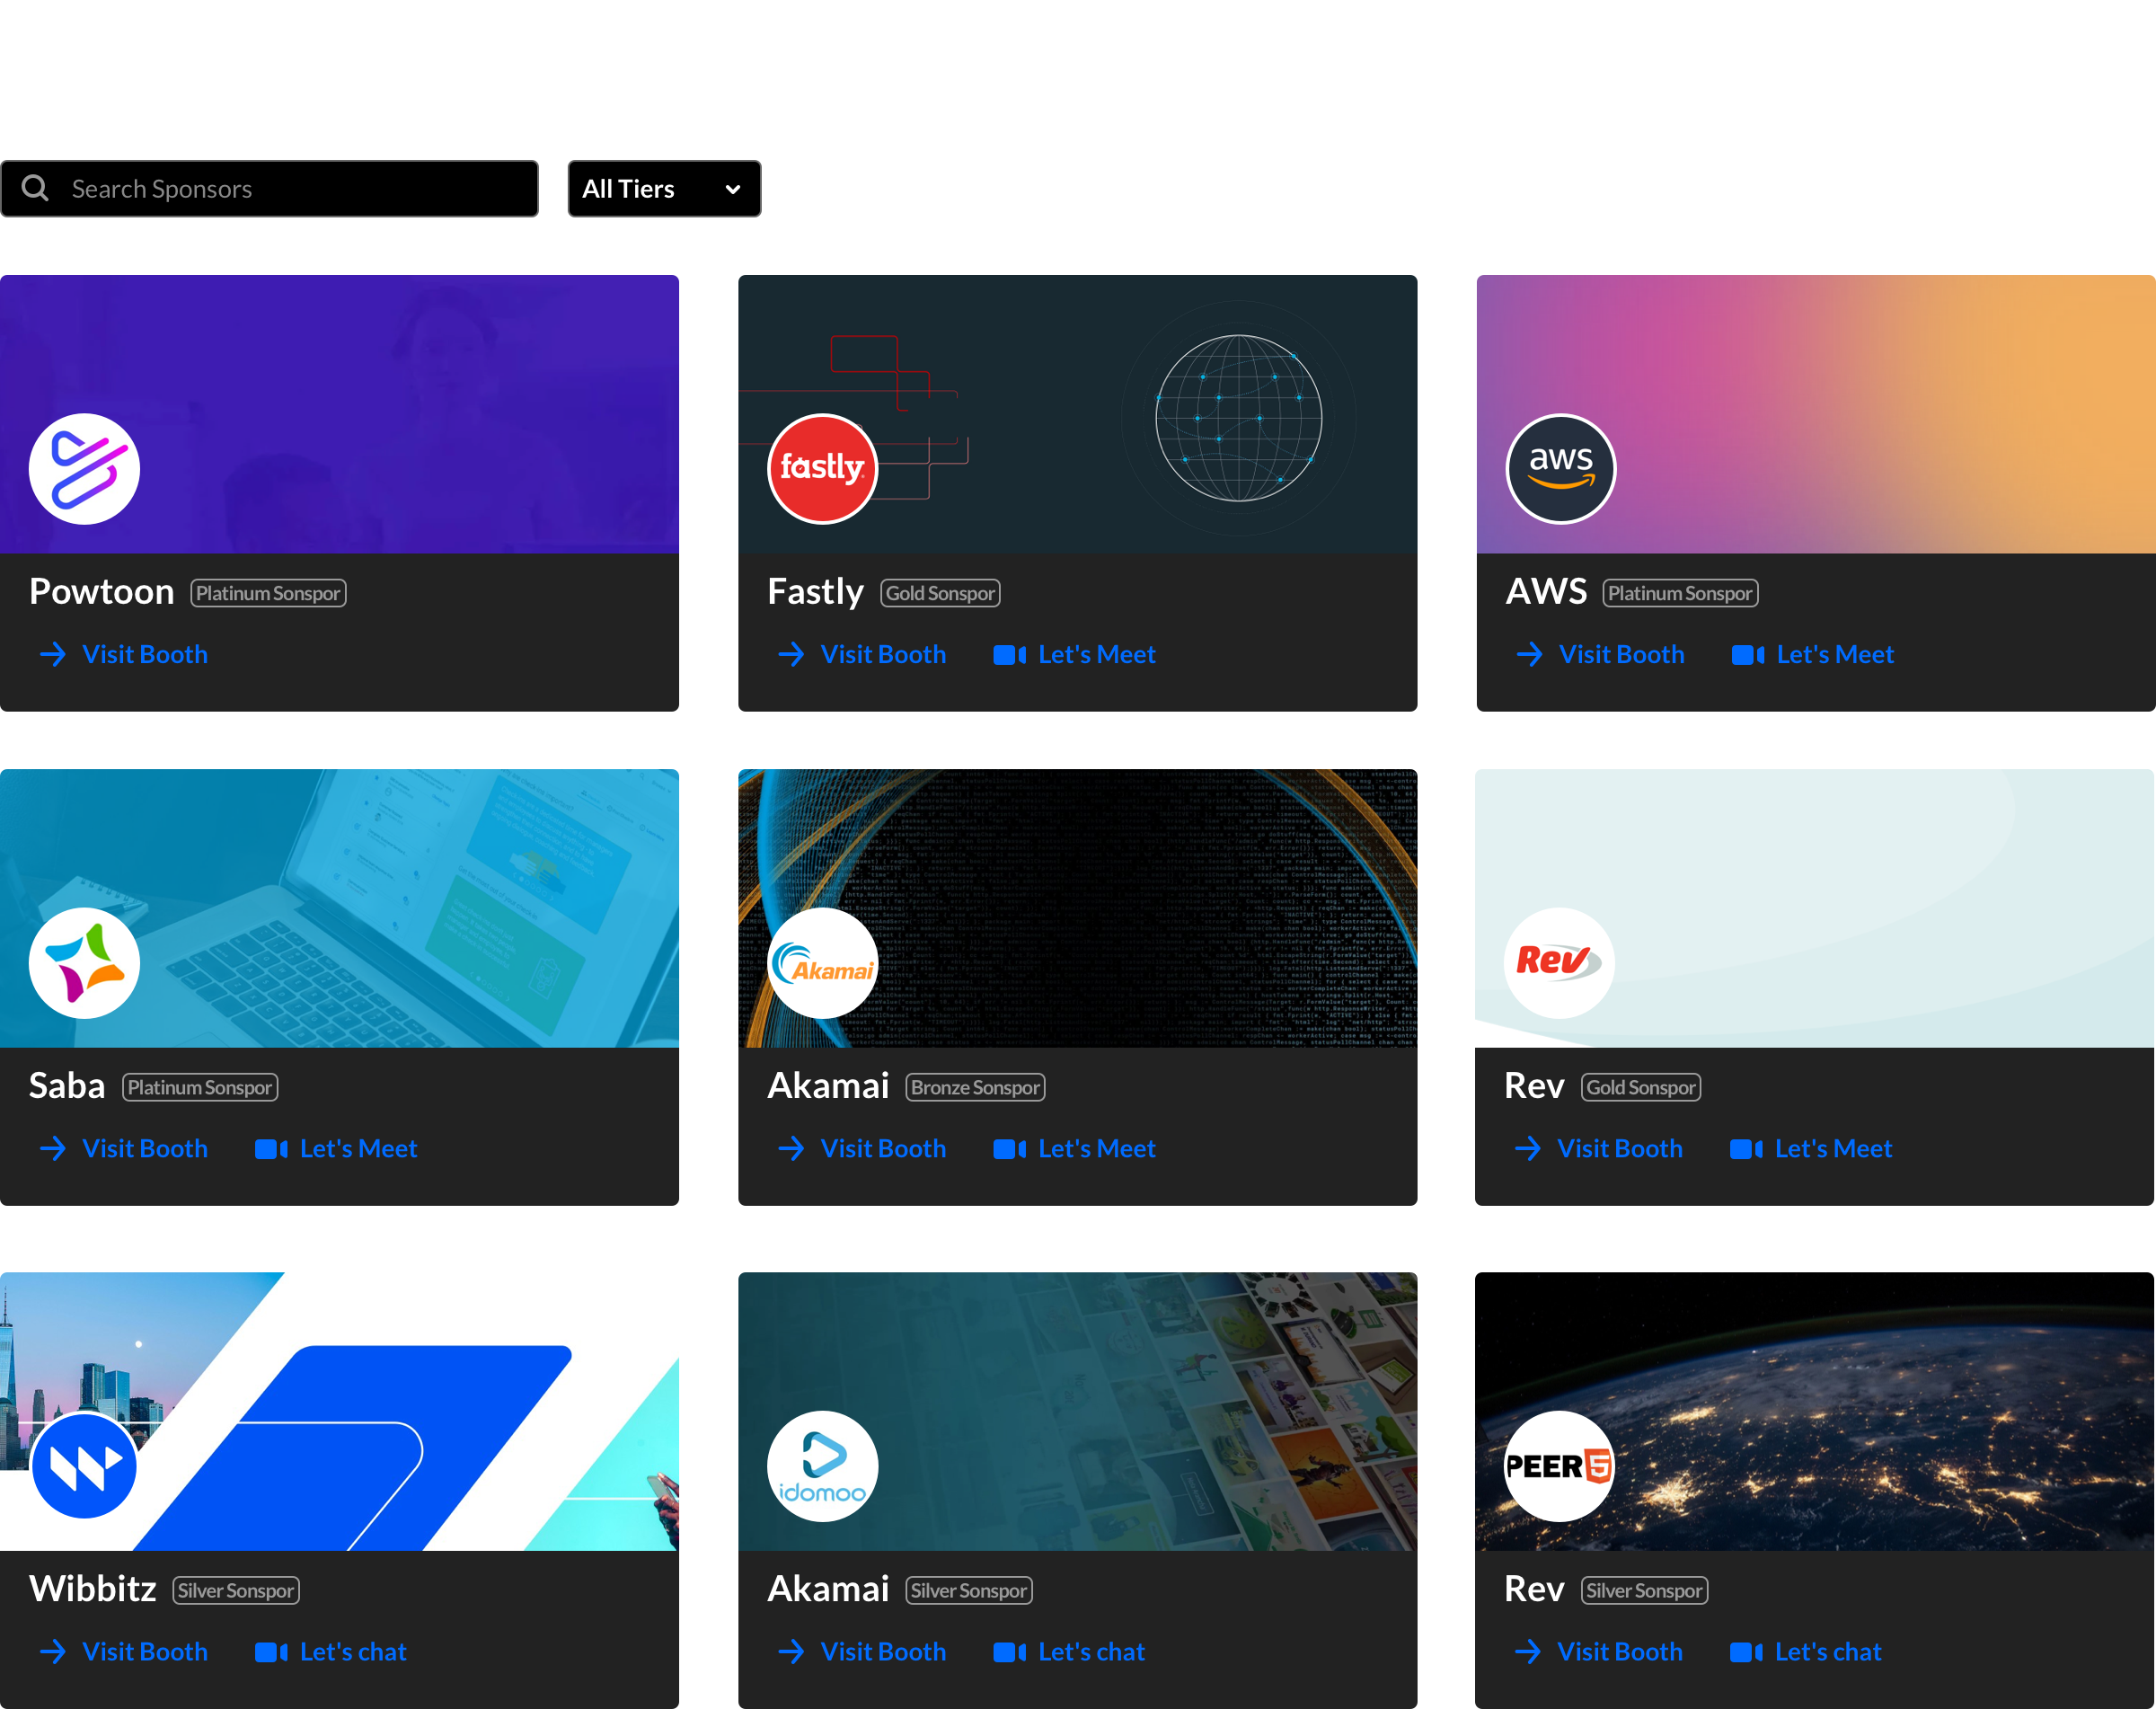 Search Sponsors
All Tiers
fastly
aws
Powtoon Platinum Sonspor
Fastly Gold Sonspor
AWS Platinum Sonspor
Visit Booth
Visit Booth Let's Meet
Visit Booth Let's Meet
Akamai
Rev
Saba Platinum Sonspor
Akamai Bronze Sonspor
Rev Gold Sonspor
Visit Booth Let's Meet
Visit Booth Let's Meet
Visit Booth Let's Meet
idomoo
PEER5
Wibbitz Silver Sonspor
Akamai Silver Sonspor
Rev Silver Sonspor
Visit Booth Let's chat
Visit Booth Let's chat
Visit Booth Let's chat